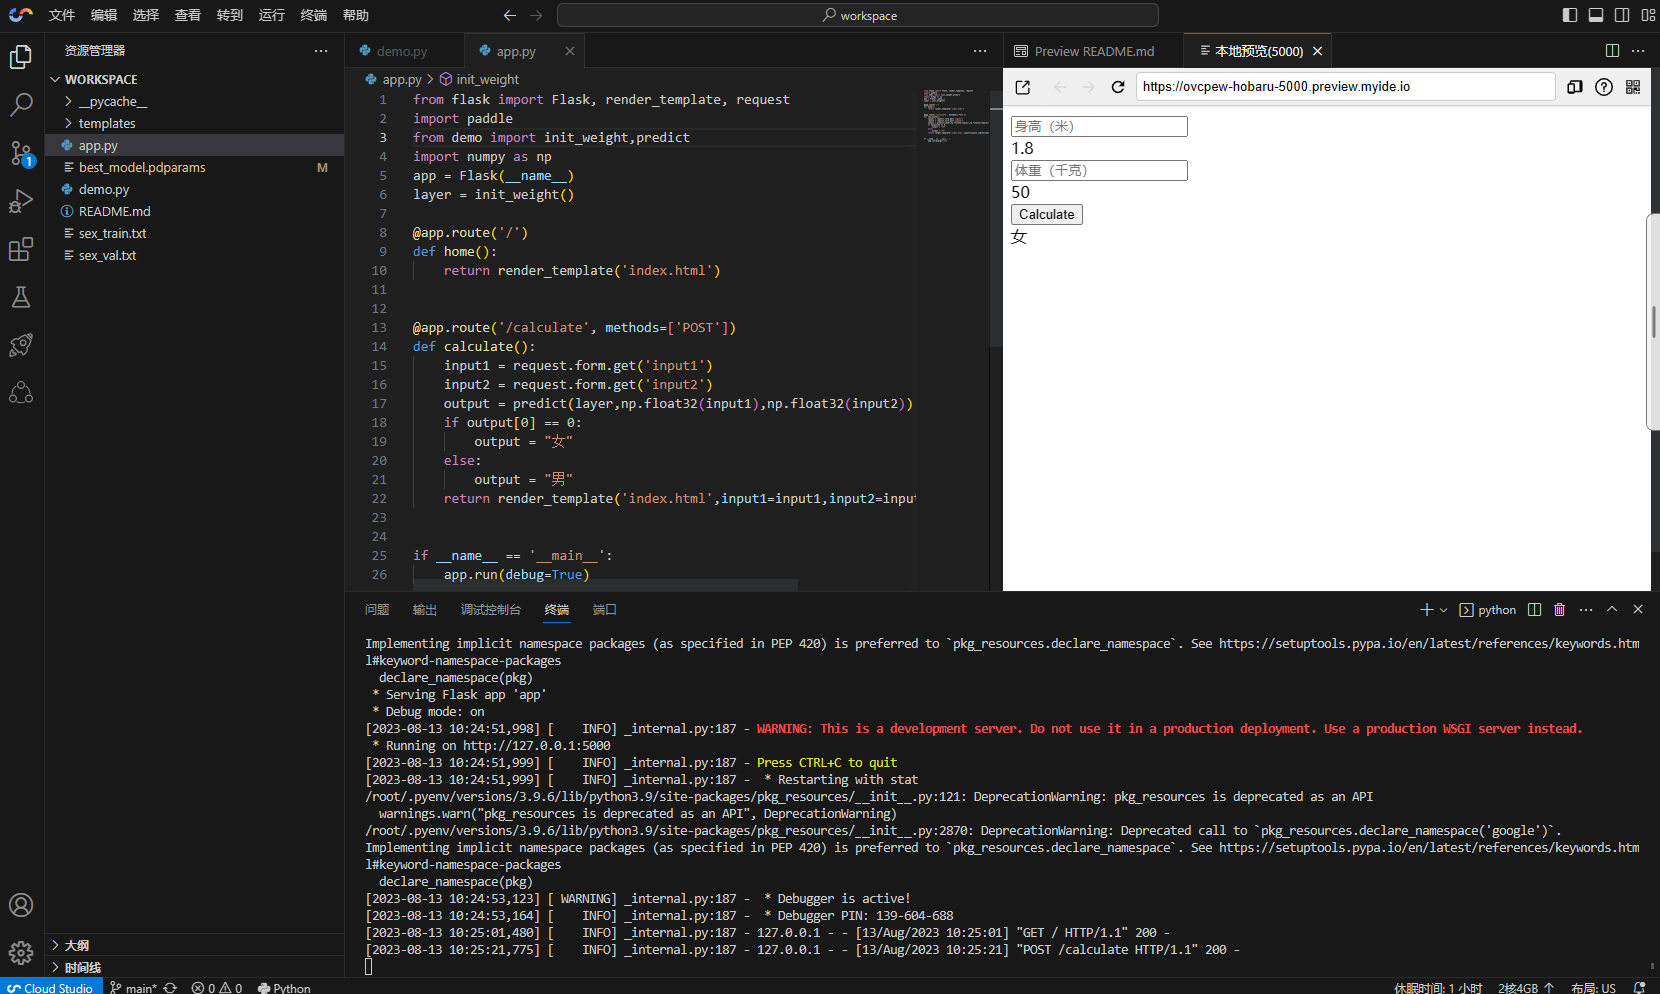 文件 编辑 选择 查看 转到 运行 终端 帮助 workspace
资源管理器
WORKSPACE
__pycache__
templates
app.py
best_model.pdparams M
demo.py
README.md
sex_train.txt
sex_val.txt
大纲
时间线
1
demo.py app.py
app.py > init_weight
1 from flask import Flask, render_template, request
2 import paddle
3 from demo import init_weight,predict
4 import numpy as np
5 app = Flask(__name__)
6 layer = init_weight()
7
8 @app.route('/')
9 def home():
10 return render_template('index.html')
11
12
13 @app.route('/calculate', methods=['POST'])
14 def calculate():
15 input1 = request.form.get('input1')
16 input2 = request.form.get('input2')
17 output = predict(layer,np.float32(input1),np.float32(input2))
18 if output[0] == 0:
19 output = "女"
20 else:
21 output = "男"
22 return render_template('index.html',input1=input1,input2=input
23
24
25 if __name__ == '__main__':
26 app.run(debug=True)
Preview README.md 本地预览(5000)
https://ovcpew-hobaru-5000.preview.myide.io
身高（米）
1.8
体重（千克）
50
Calculate
女
问题 输出 调试控制台 终端 端口 python
Implementing implicit namespace packages (as specified in PEP 420) is preferred to `pkg_resources.declare_namespace`. See https://setuptools.pypa.io/en/latest/references/keywords.htm
l#keyword-namespace-packages
declare_namespace(pkg)
* Serving Flask app 'app'
* Debug mode: on
[2023-08-13 10:24:51,998] [    INFO] _internal.py:187 - WARNING: This is a development server. Do not use it in a production deployment. Use a production WSGI server instead.
* Running on http://127.0.0.1:5000
[2023-08-13 10:24:51,999] [    INFO] _internal.py:187 - Press CTRL+C to quit
[2023-08-13 10:24:51,999] [    INFO] _internal.py:187 -  * Restarting with stat
/root/.pyenv/versions/3.9.6/lib/python3.9/site-packages/pkg_resources/__init__.py:121: DeprecationWarning: pkg_resources is deprecated as an API
warnings.warn("pkg_resources is deprecated as an API", DeprecationWarning)
/root/.pyenv/versions/3.9.6/lib/python3.9/site-packages/pkg_resources/__init__.py:2870: DeprecationWarning: Deprecated call to `pkg_resources.declare_namespace('google')`.
Implementing implicit namespace packages (as specified in PEP 420) is preferred to `pkg_resources.declare_namespace`. See https://setuptools.pypa.io/en/latest/references/keywords.htm
l#keyword-namespace-packages
declare_namespace(pkg)
[2023-08-13 10:24:53,123] [ WARNING] _internal.py:187 -  * Debugger is active!
[2023-08-13 10:24:53,164] [    INFO] _internal.py:187 -  * Debugger PIN: 139-604-688
[2023-08-13 10:25:01,480] [    INFO] _internal.py:187 - 127.0.0.1 - - [13/Aug/2023 10:25:01] "GET / HTTP/1.1" 200 -
[2023-08-13 10:25:21,775] [    INFO] _internal.py:187 - 127.0.0.1 - - [13/Aug/2023 10:25:21] "POST /calculate HTTP/1.1" 200 -
Cloud Studio main* 0 0 Python 休眠时间: 1 小时 2核4GB 布局: US